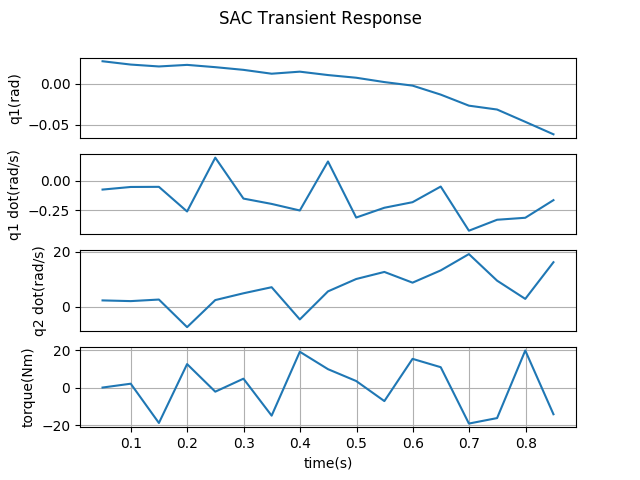 SAC Transient Response
q1(rad)
0.00
−0.05
q1 dot(rad/s)
0.00
−0.25
q2 dot(rad/s)
20
0
torque(Nm)
20
0
−20
0.1 0.2 0.3 0.4 0.5 0.6 0.7 0.8
time(s)